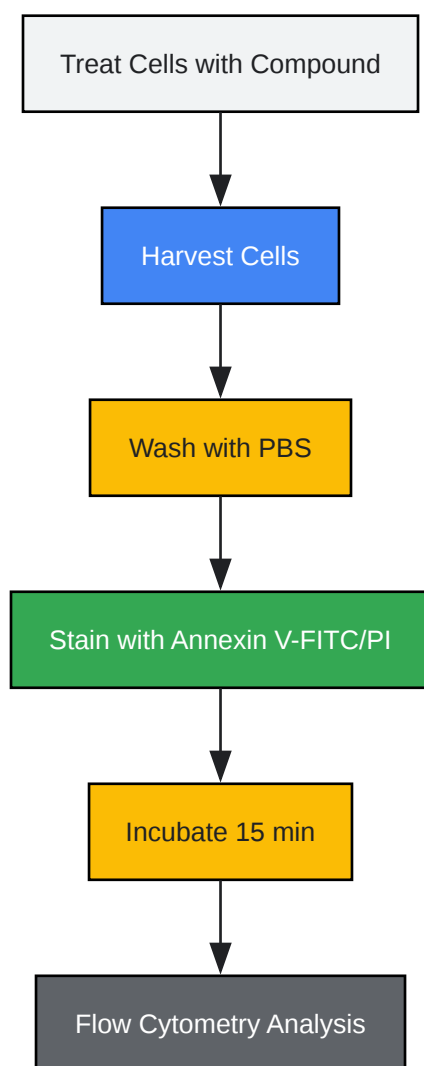 Treat Cells with Compound
Harvest Cells
Wash with PBS
Stain with Annexin V-FITC/PI
Incubate 15 min
Flow Cytometry Analysis